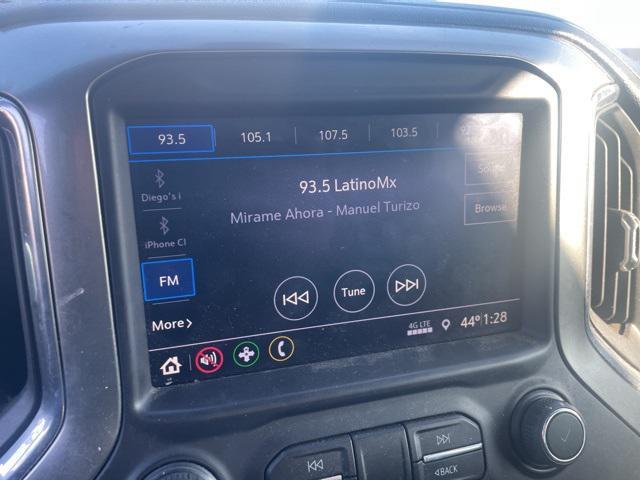 93.5 105.1 107.5 103.5
Diego's i
iPhone Cl
FM
More
93.5 LatinoMx
Mirame Ahora - Manuel Turizo
Browse
Tune
4G LTE 44° 1:28
BACK